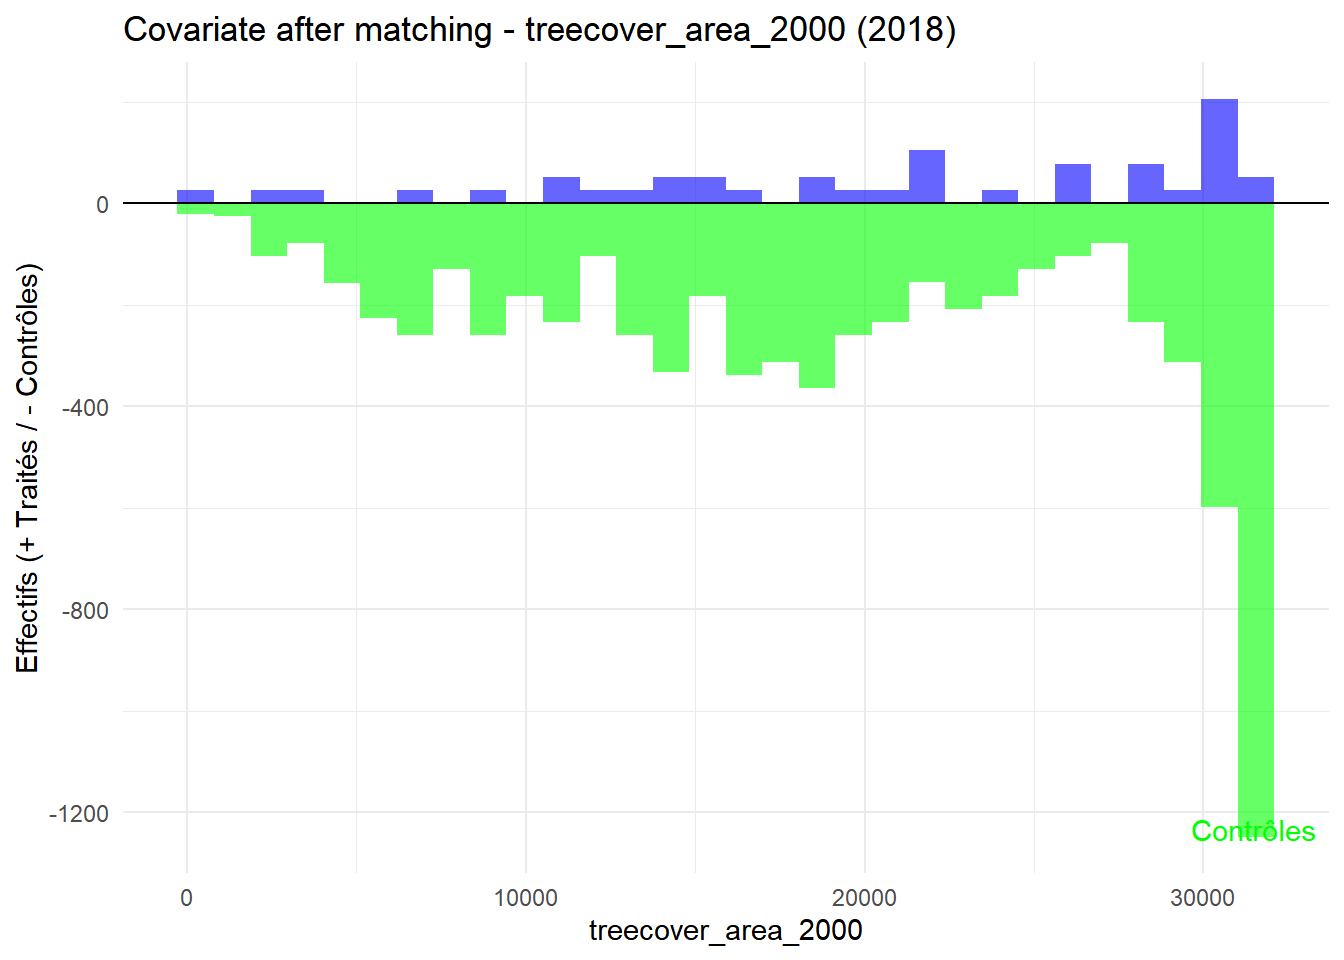 Covariate after matching - treecover_area_2000 (2018)
Effectifs (+ Traités / - Contrôles)
0
-400
-800
-1200
Contrôles
0 10000 20000 30000
treecover_area_2000